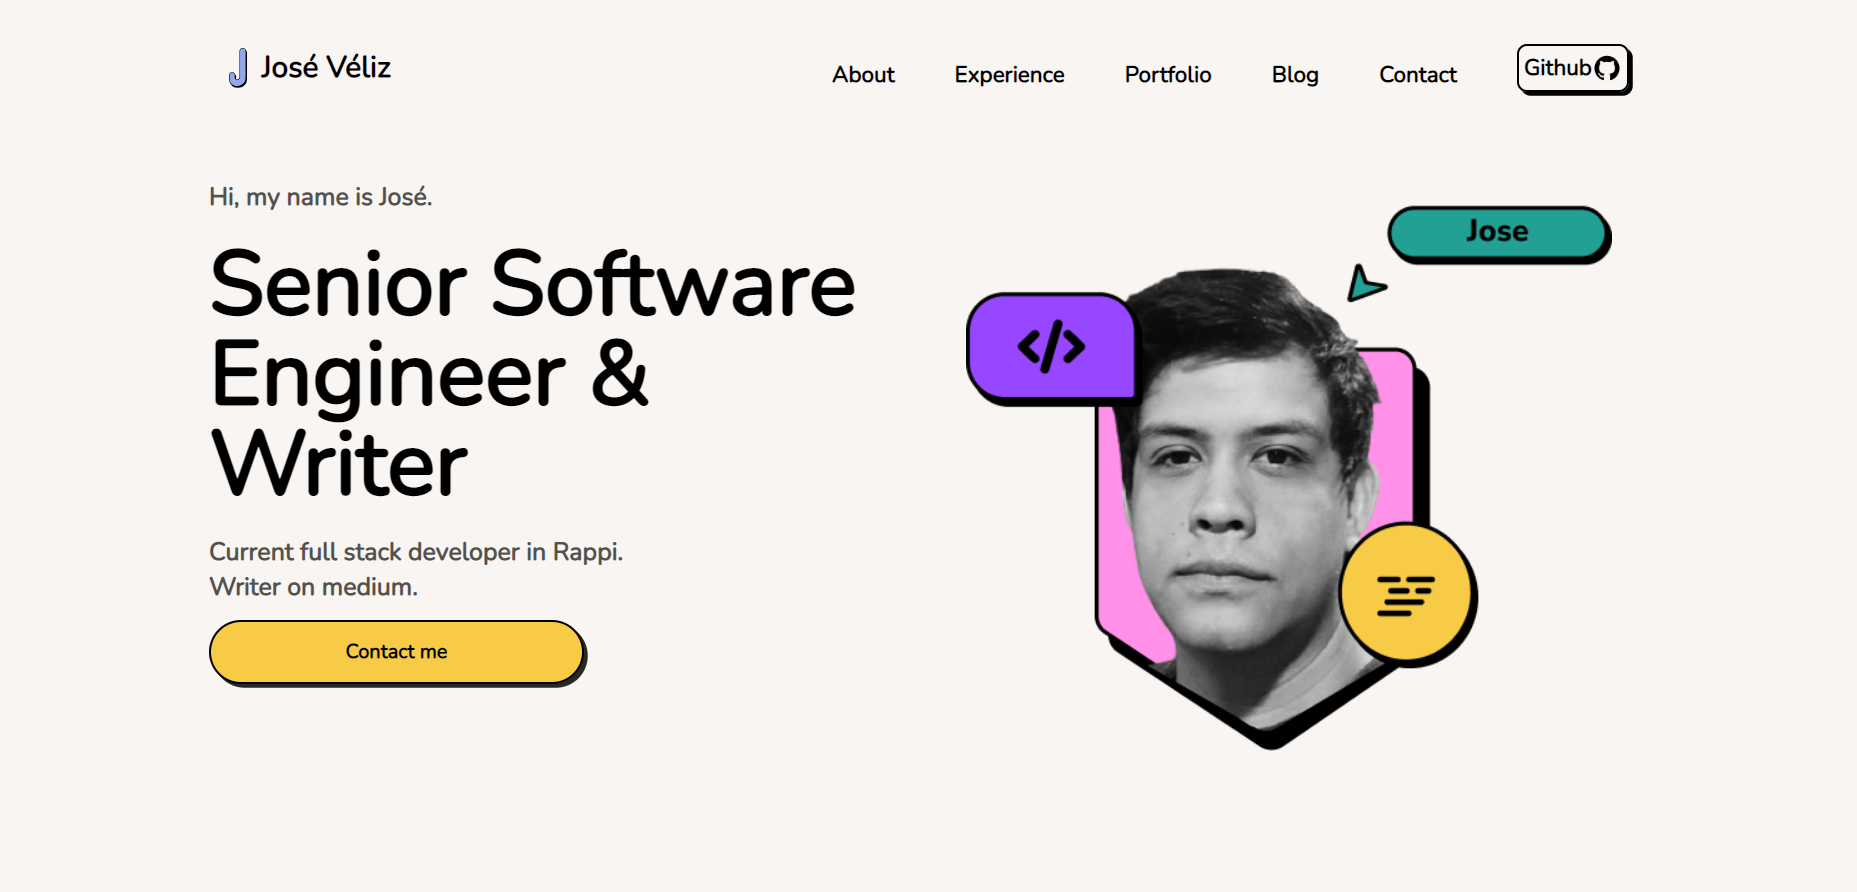 José Véliz
About Experience Portfolio Blog Contact Github
Hi, my name is José.
Senior Software
Engineer &
Writer
Current full stack developer in Rappi.
Writer on medium.
Contact me
Jose
</>